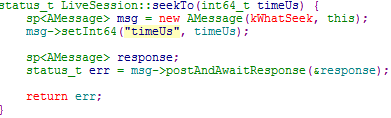 status_t LiveSession::seekTo(int64_t timeUs) {
    sp<AMessage> msg = new AMessage(kWhatSeek, this);
    msg->setInt64("timeUs", timeUs);

    sp<AMessage> response;
    status_t err = msg->postAndAwaitResponse(&response);

    return err;
}